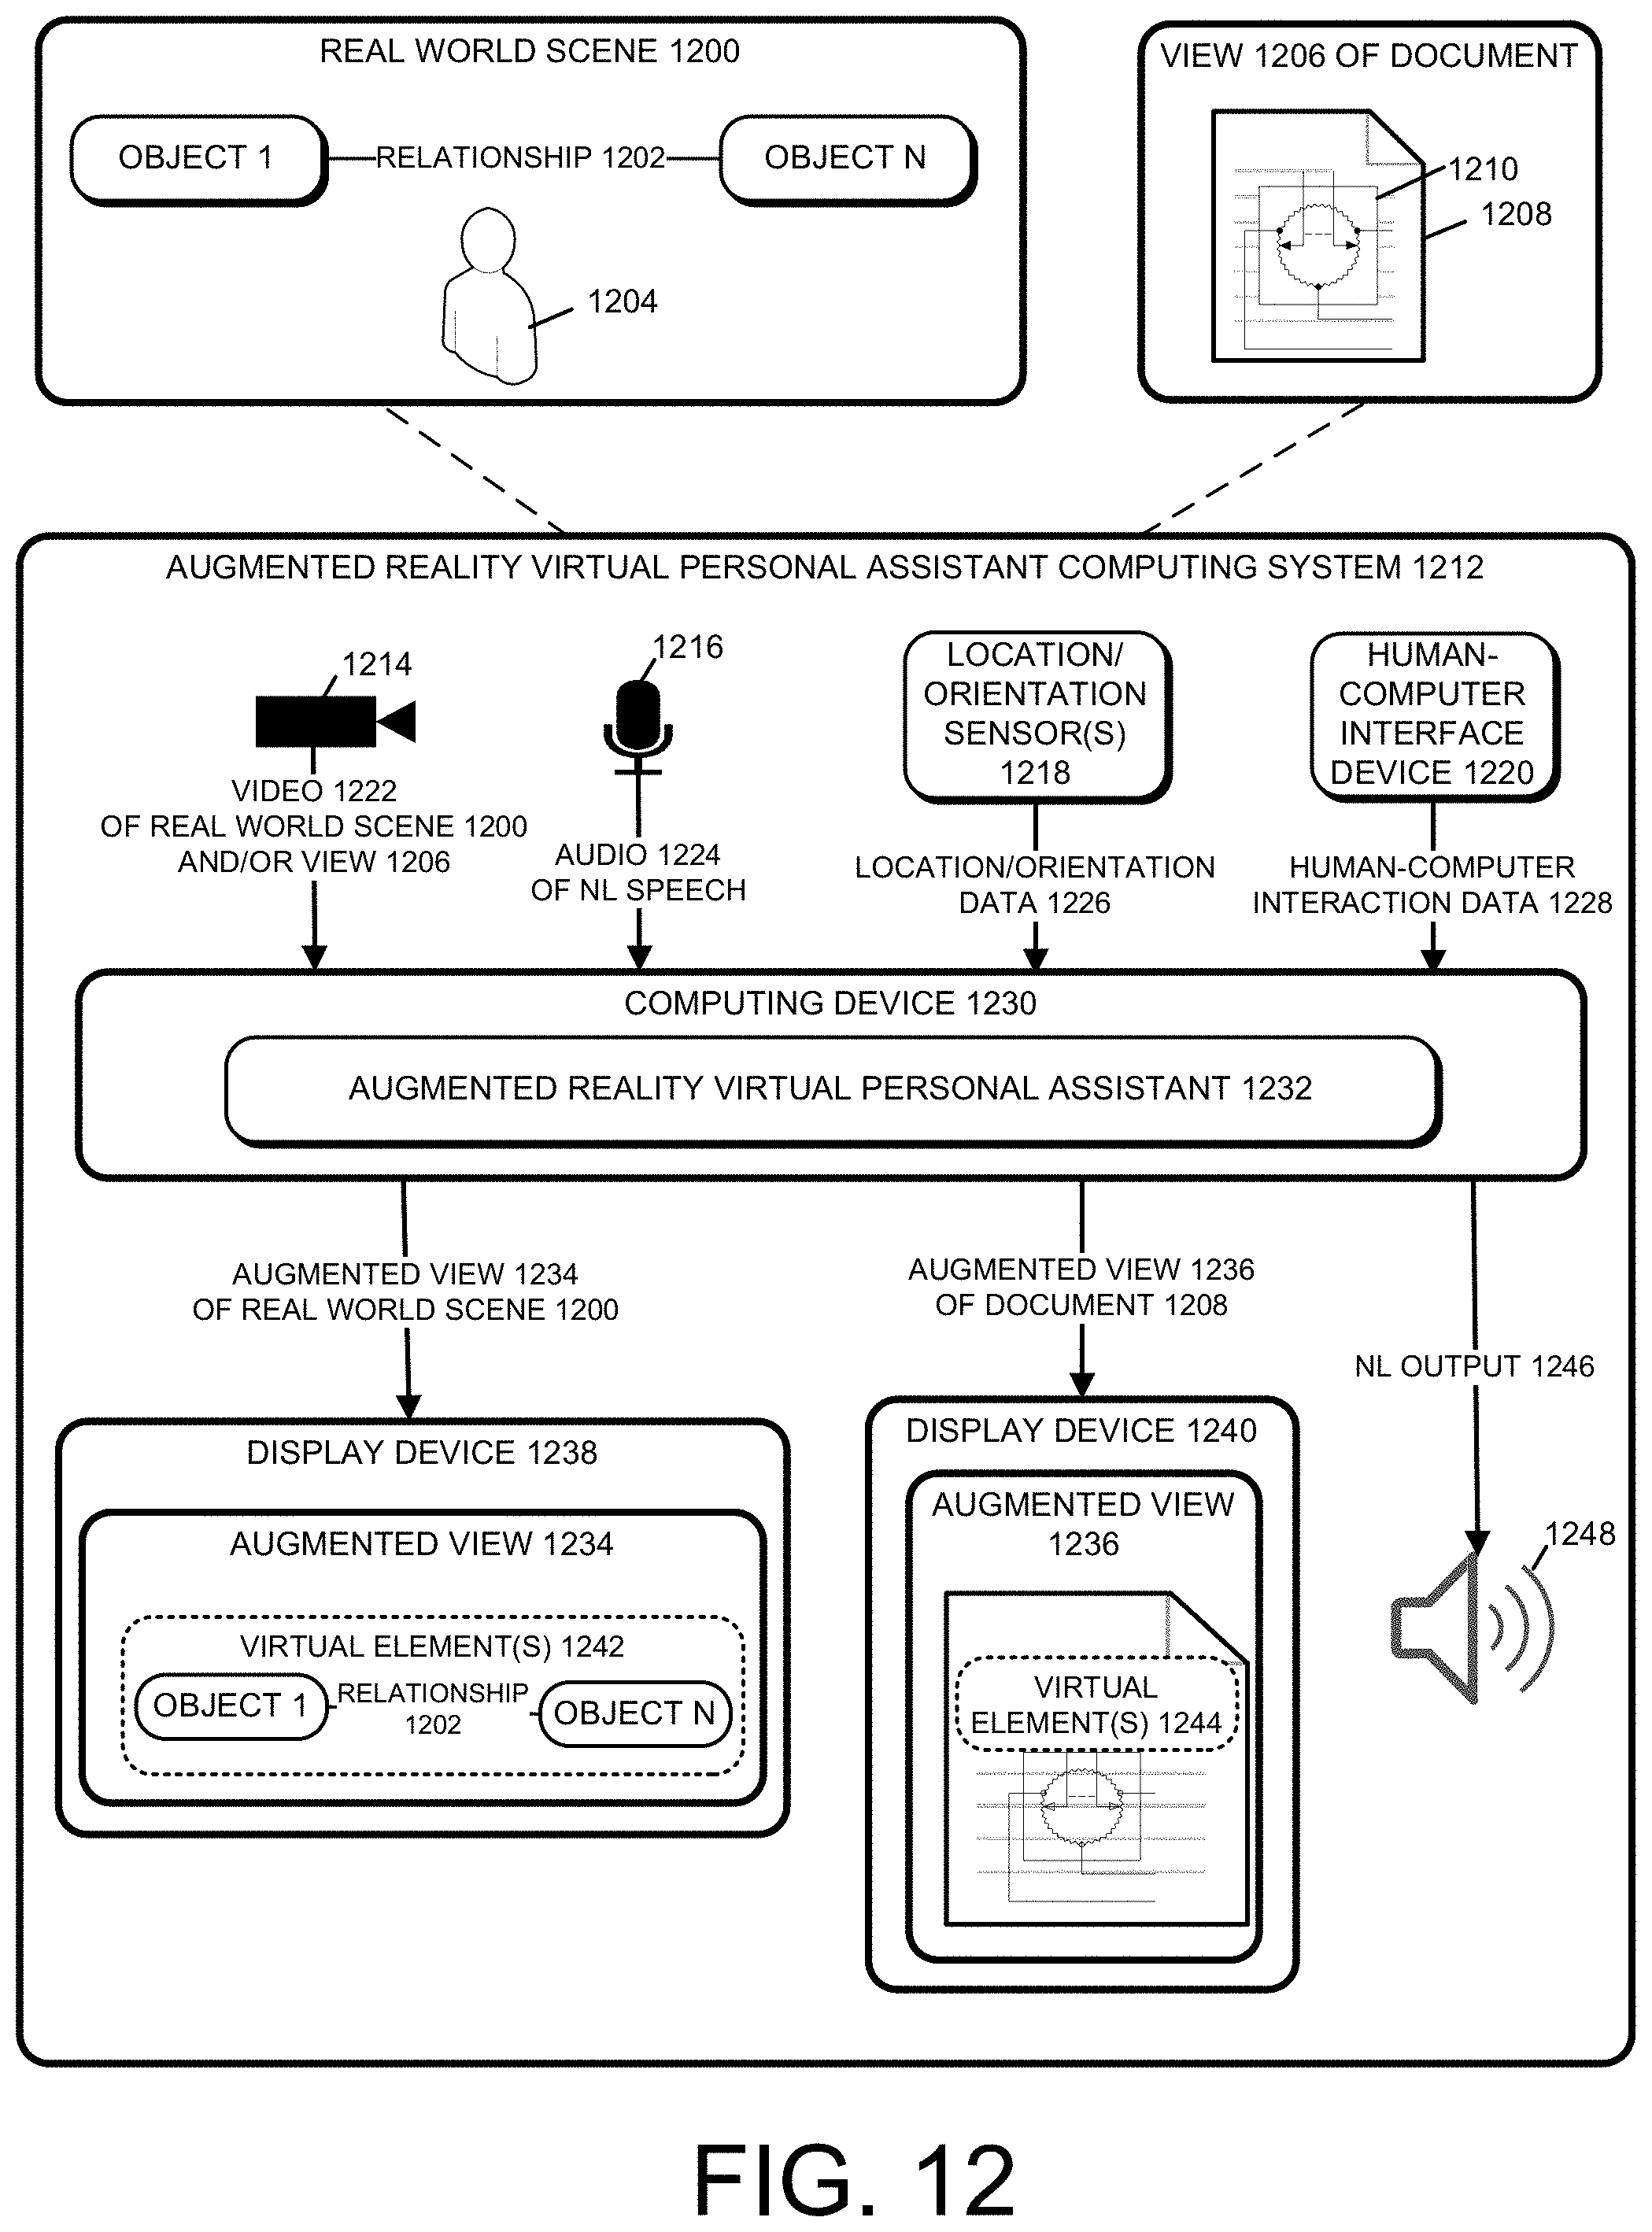 REAL WORLD SCENE 1200
OBJECT 1
RELATIONSHIP 1202
OBJECT N
1204
VIEW 1206 OF DOCUMENT
1210
1208
AUGMENTED REALITY VIRTUAL PERSONAL ASSISTANT COMPUTING SYSTEM 1212
1214
1216
LOCATION/
ORIENTATION
SENSOR(S)
1218
HUMAN-
COMPUTER
INTERFACE
DEVICE 1220
VIDEO 1222
OF REAL WORLD SCENE 1200
AND/OR VIEW 1206
AUDIO 1224
OF NL SPEECH
LOCATION/ORIENTATION
DATA 1226
HUMAN-COMPUTER
INTERACTION DATA 1228
COMPUTING DEVICE 1230
AUGMENTED REALITY VIRTUAL PERSONAL ASSISTANT 1232
AUGMENTED VIEW 1234
OF REAL WORLD SCENE 1200
AUGMENTED VIEW 1236
OF DOCUMENT 1208
NL OUTPUT 1246
DISPLAY DEVICE 1238
AUGMENTED VIEW 1234
VIRTUAL ELEMENT(S) 1242
OBJECT 1
RELATIONSHIP
1202
OBJECT N
DISPLAY DEVICE 1240
AUGMENTED VIEW
1236
VIRTUAL
ELEMENT(S) 1244
1248
FIG. 12